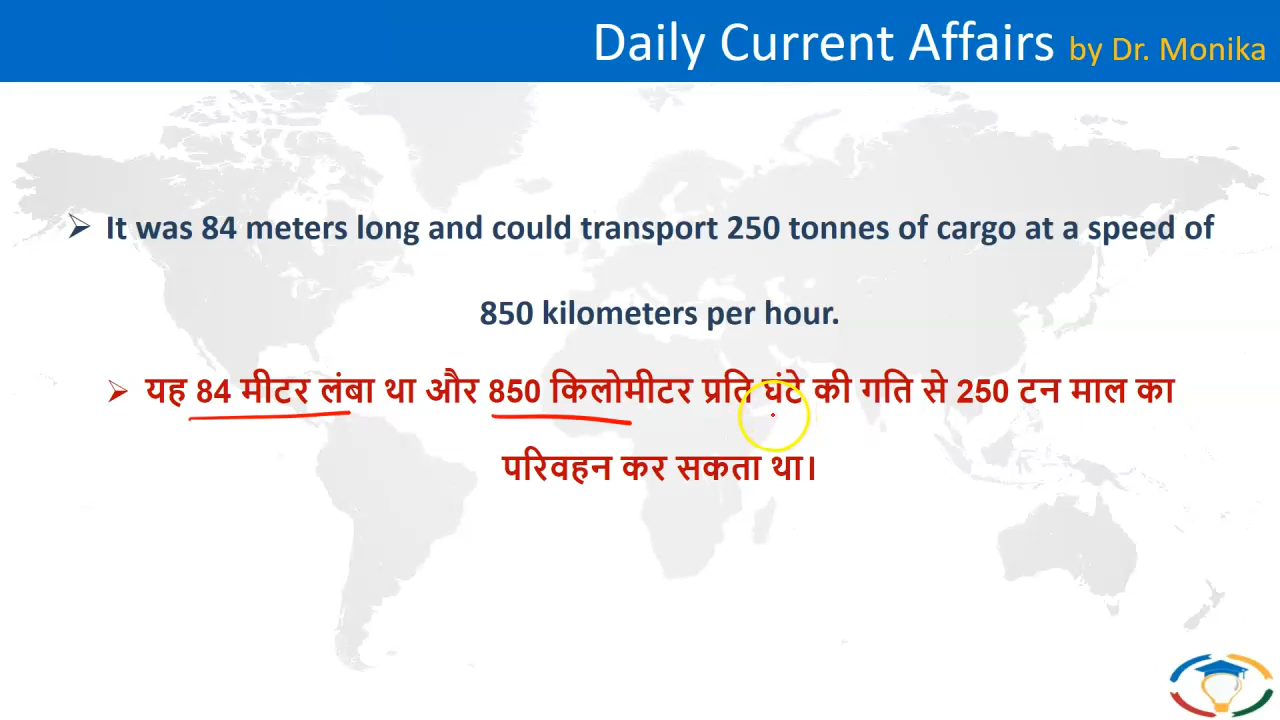 Daily Current Affairs by Dr. Monika
It was 84 meters long and could transport 250 tonnes of cargo at a speed of
850 kilometers per hour.
यह 84 मीटर लंबा था और 850 किलोमीटर प्रति घंटे की गति से 250 टन माल का
परिवहन कर सकता था।